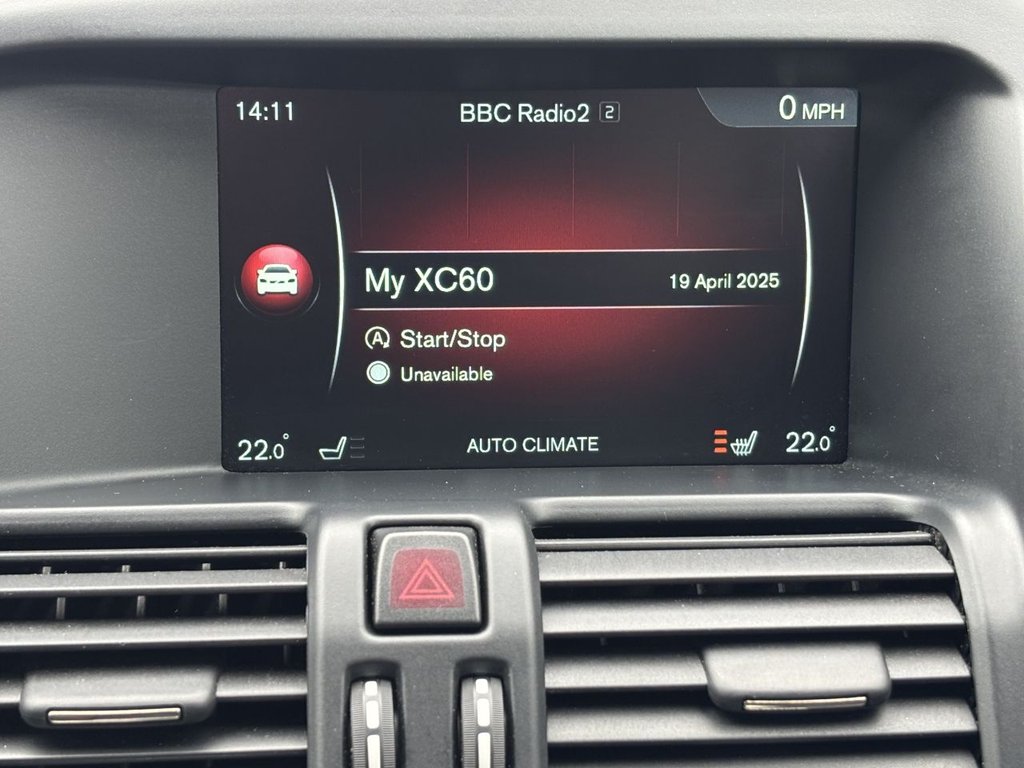 14:11 BBC Radio2 2 0 MPH
My XC60 19 April 2025
A Start/Stop
Unavailable
22.0° AUTO CLIMATE 22.0°